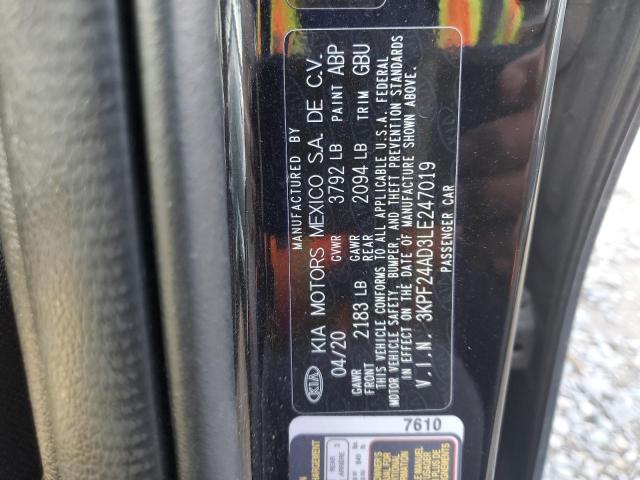 MANUFACTURED BY
KIA KIA MOTORS MEXICO S.A. DE C.V.
04/20 GVWR 3792 LB PAINT ABP
GAWR FRONT 2183 LB GAWR REAR 2094 LB TRIM GBU
THIS VEHICLE CONFORMS TO ALL APPLICABLE U.S.A. FEDERAL
MOTOR VEHICLE SAFETY, BUMPER, AND THEFT PREVENTION STANDARDS
IN EFFECT ON THE DATE OF MANUFACTURE SHOWN ABOVE.
V.I.N. 3KPF24AD3LE247019
PASSENGER CAR
7610
REAR
ARRIÈRE